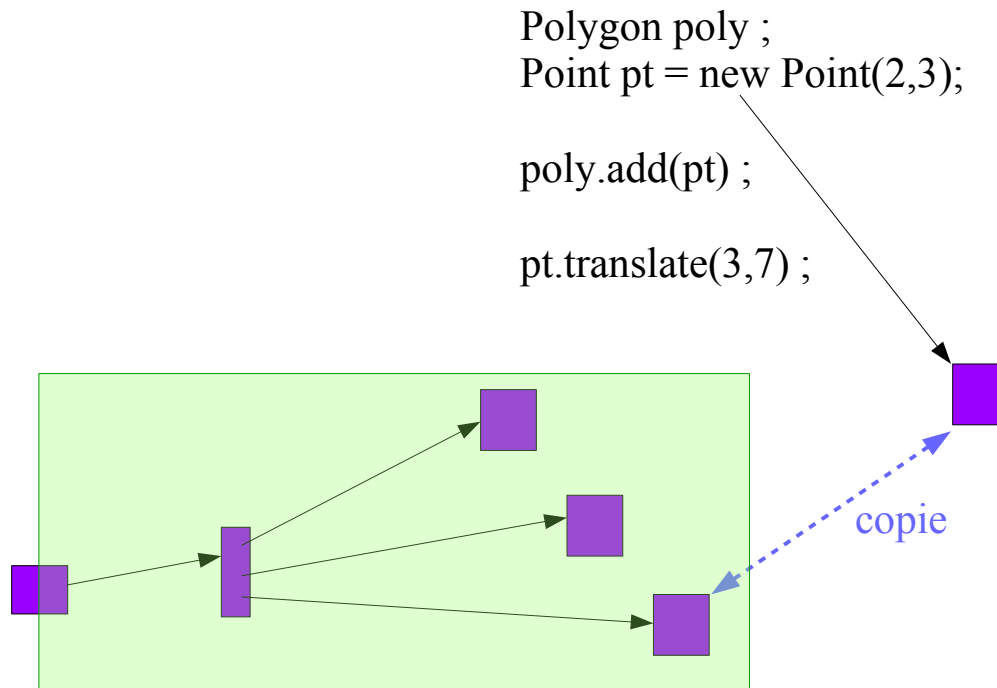 Polygon poly ;
Point pt = new Point(2,3);
poly.add(pt) ;
pt.translate(3,7) ;
copie